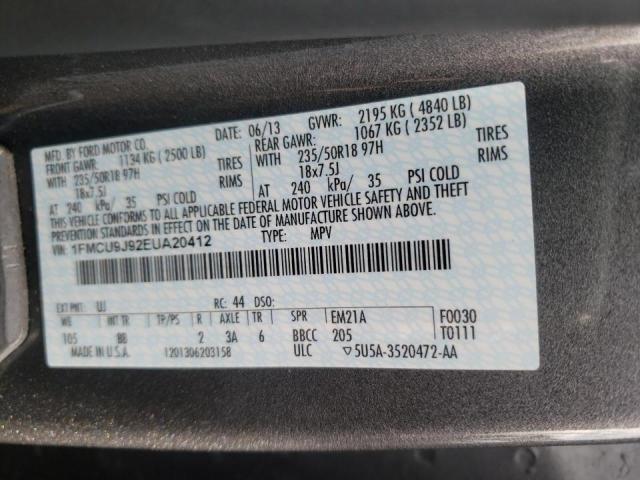 MFD. BY FORD MOTOR CO.
DATE: 06/13 GVWR: 2195 KG ( 4840 LB)
FRONT GAWR: 1134 KG ( 2500 LB)
REAR GAWR: 1067 KG ( 2352 LB)
WITH 235/50R18 97H TIRES
WITH 235/50R18 97H TIRES
18x7.5J RIMS
18x7.5J RIMS
AT 240 kPa/ 35 PSI COLD
AT 240 kPa/ 35 PSI COLD
THIS VEHICLE CONFORMS TO ALL APPLICABLE FEDERAL MOTOR VEHICLE SAFETY AND THEFT
PREVENTION STANDARDS IN EFFECT ON THE DATE OF MANUFACTURE SHOWN ABOVE.
VIN: 1FMCU9J92EUA20412
TYPE: MPV
EXT PNT: UJ RC: 44 DSO:
WB INT TR TP/PS R AXLE TR SPR EM21A F0030
105 BB 2 3A 6 BBCC 205 T0111
MADE IN U.S.A. 1201306203158 ULC ▽5U5A-3520472-AA